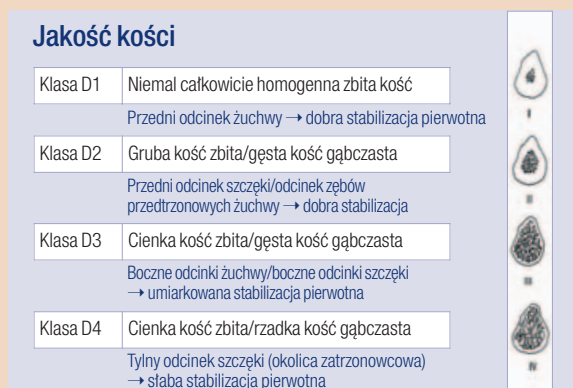 Jakość kości
Klasa D1 Niemal całkowicie homogenna zbita kość
Przedni odcinek żuchwy → dobra stabilizacja pierwotna
Klasa D2 Gruba kość zbita/gęsta kość gąbczasta
Przedni odcinek szczęki/odcinek zębów
przedtrzonowych żuchwy → dobra stabilizacja
Klasa D3 Cienka kość zbita/gęsta kość gąbczasta
Boczne odcinki żuchwy/boczne odcinki szczęki
→ umiarkowana stabilizacja pierwotna
Klasa D4 Cienka kość zbita/rzadka kość gąbczasta
Tylny odcinek szczęki (okolica zatrzonowcowa)
→ słaba stabilizacja pierwotna
I
II
III
IV